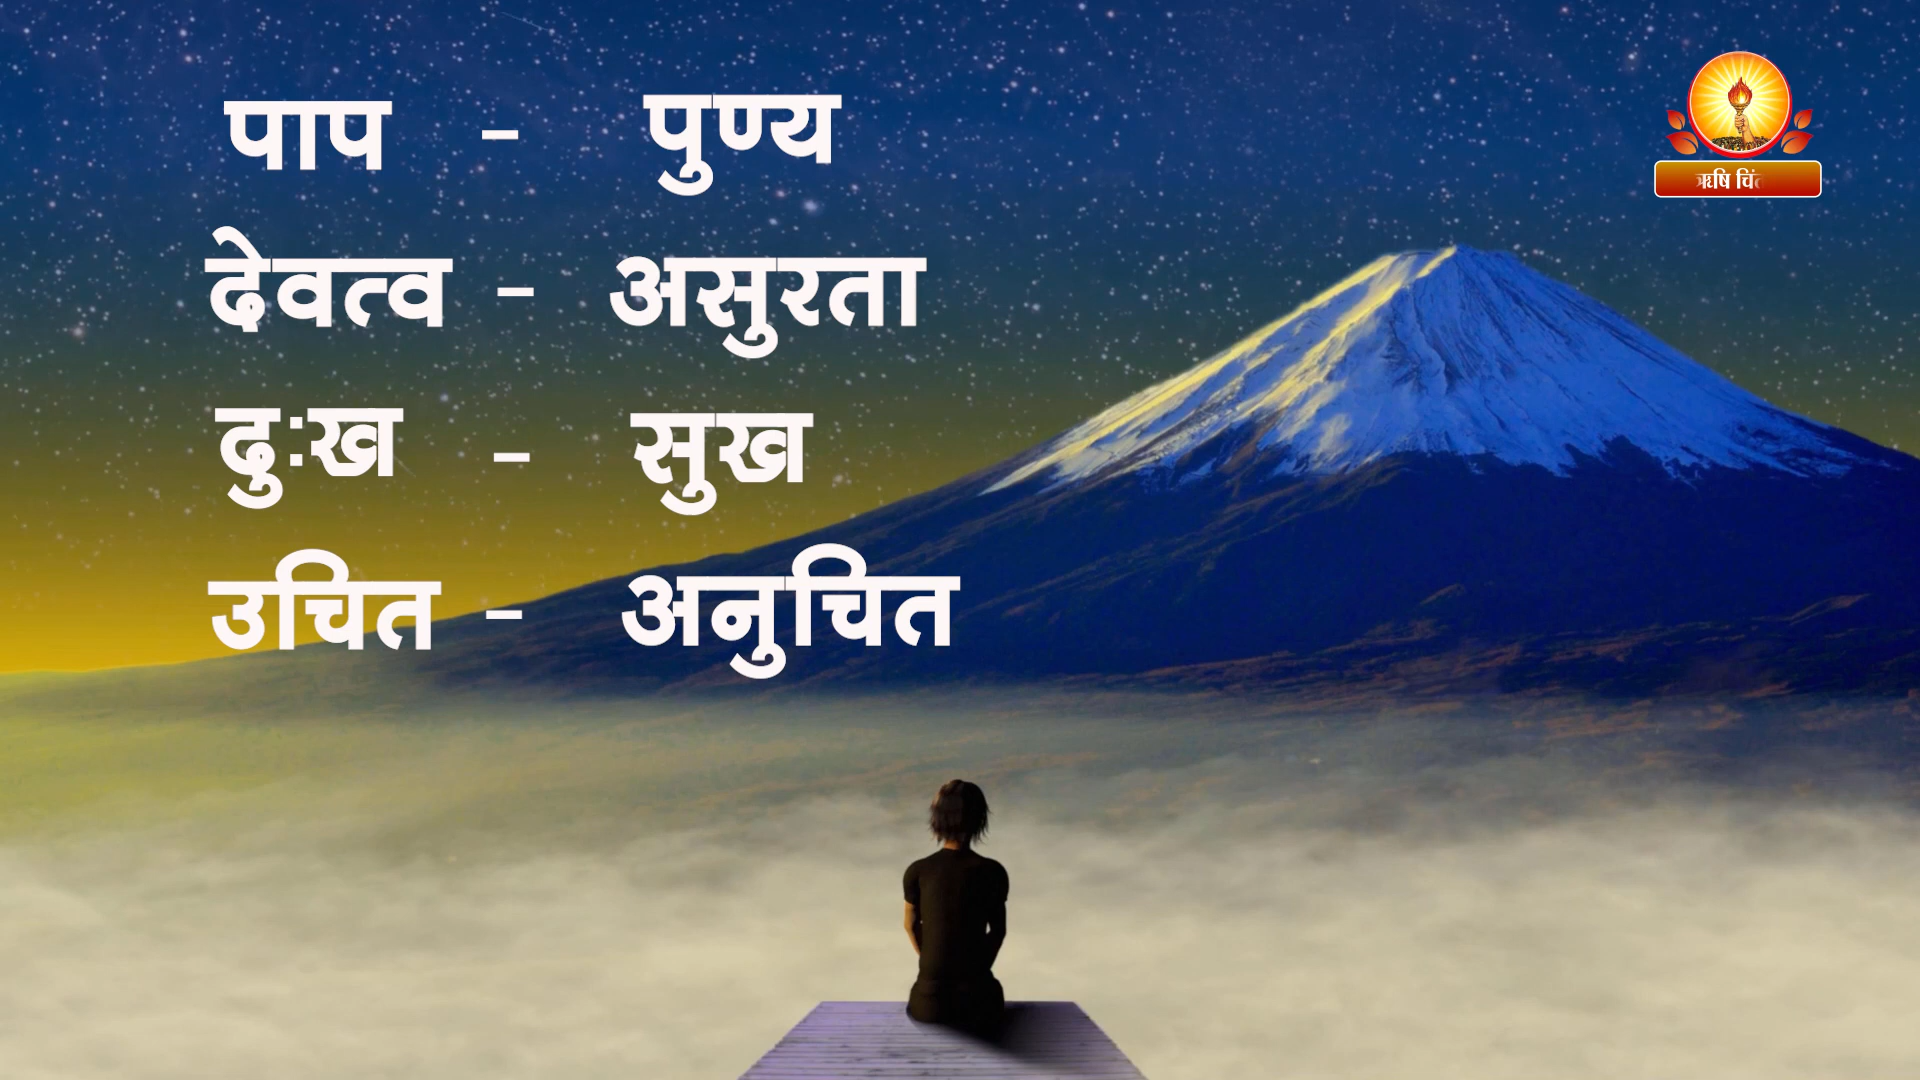 पाप - पुण्य
देवत्व - असुरता
दुःख - सुख
उचित - अनुचित
ऋषि